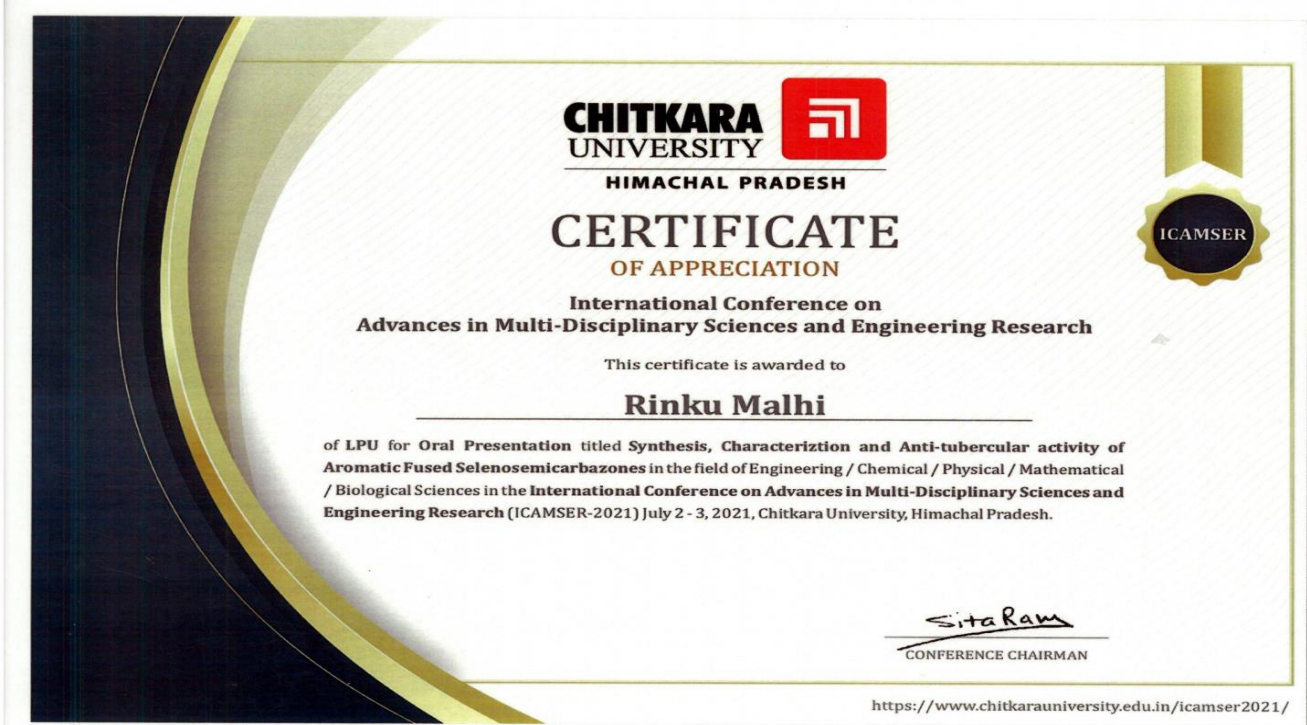 CHITKARA
UNIVERSITY
HIMACHAL PRADESH
CERTIFICATE
OF APPRECIATION
ICAMSER
International Conference on
Advances in Multi-Disciplinary Sciences and Engineering Research
This certificate is awarded to
Rinku Malhi
of LPU for Oral Presentation titled Synthesis, Characteriztion and Anti-tubercular activity of
Aromatic Fused Selenosemicarbazones in the field of Engineering / Chemical / Physical / Mathematical
/ Biological Sciences in the International Conference on Advances in Multi-Disciplinary Sciences and
Engineering Research (ICAMSER-2021) July 2 - 3, 2021, Chitkara University, Himachal Pradesh.
SitaRam
CONFERENCE CHAIRMAN
https://www.chitkarauniversity.edu.in/icamser2021/